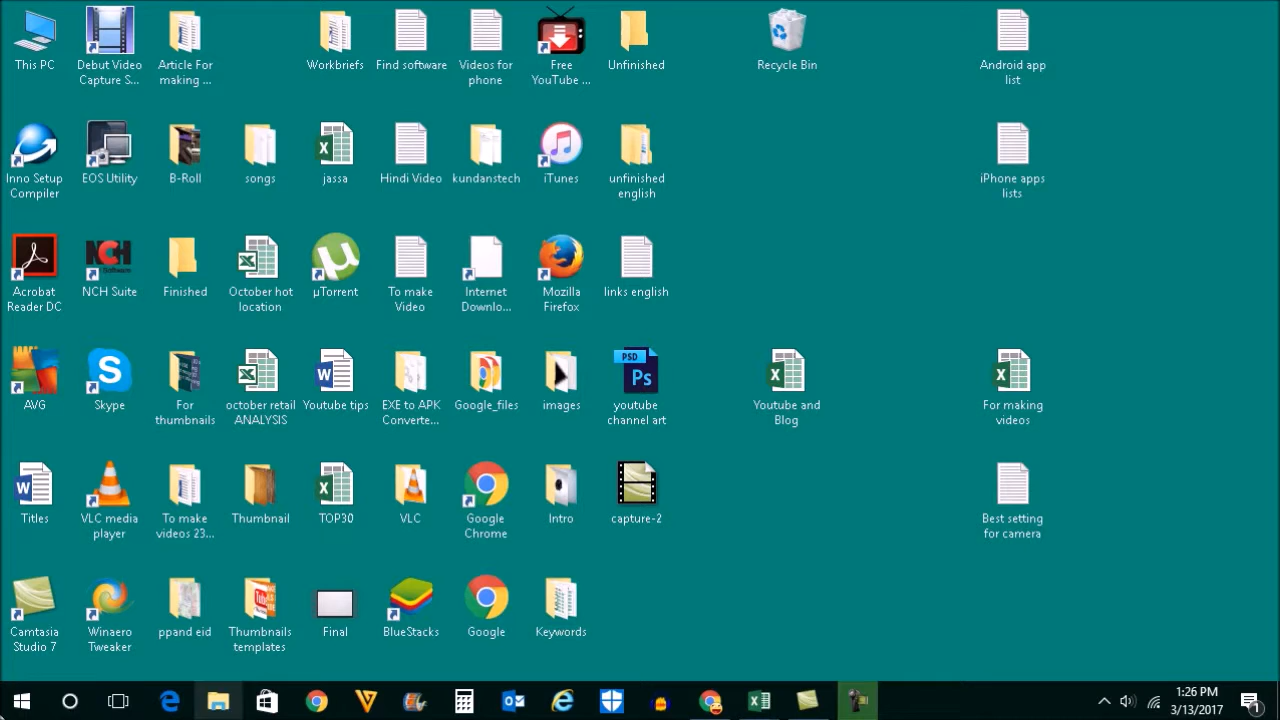 This PC
Debut Video
Capture S...
Article For
making ...
Workbriefs
Find software
Videos for
phone
Free
YouTube ...
Unfinished
Recycle Bin
Android app
list
Inno Setup
Compiler
EOS Utility
B-Roll
songs
jassa
Hindi Video
kundanstech
iTunes
unfinished
english
iPhone apps
lists
Acrobat
Reader DC
NCH
Software
NCH Suite
Finished
October hot
location
µTorrent
To make
Video
Internet
Downlo...
Mozilla
Firefox
links english
AVG
Skype
For
thumbnails
october retail
ANALYSIS
Youtube tips
EXE to APK
Converte...
Google_files
images
PSD
Ps
youtube
channel art
Youtube and
Blog
For making
videos
Titles
VLC media
player
To make
videos 23...
Thumbnail
TOP30
VLC
Google
Chrome
Intro
capture-2
Best setting
for camera
Camtasia
Studio 7
Winaero
Tweaker
ppand eid
Thumbnails
templates
Final
BlueStacks
Google
Keywords
1:26 PM
3/13/2017
1